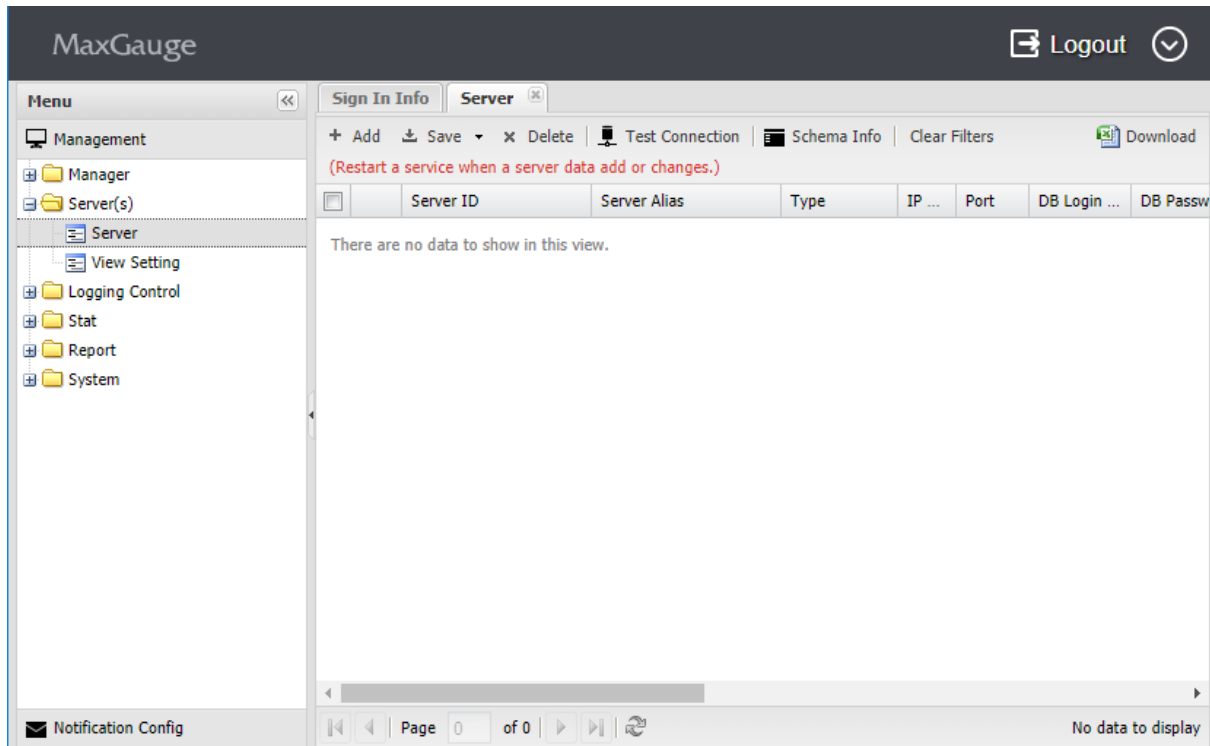 MaxGauge
Logout
Menu
Management
Manager
Server(s)
Server
View Setting
Logging Control
Stat
Report
System
Notification Config
Sign In Info Server
Add Save Delete Test Connection Schema Info Clear Filters Download
(Restart a service when a server data add or changes.)
Server ID Server Alias Type IP ... Port DB Login ... DB Passw
There are no data to show in this view.
Page 0 of 0 No data to display